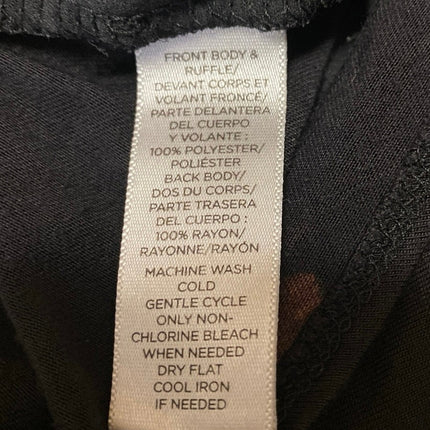 FRONT BODY &
RUFFLE/
DEVANT CORPS ET
VOLANT FRONCÉ/
PARTE DELANTERA
DEL CUERPO
Y VOLANTE :
100% POLYESTER/
POLIÉSTER
BACK BODY/
DOS DU CORPS/
PARTE TRASERA
DEL CUERPO :
100% RAYON/
RAYONNE/RAYÓN
MACHINE WASH
COLD
GENTLE CYCLE
ONLY NON-
CHLORINE BLEACH
WHEN NEEDED
DRY FLAT
COOL IRON
IF NEEDED